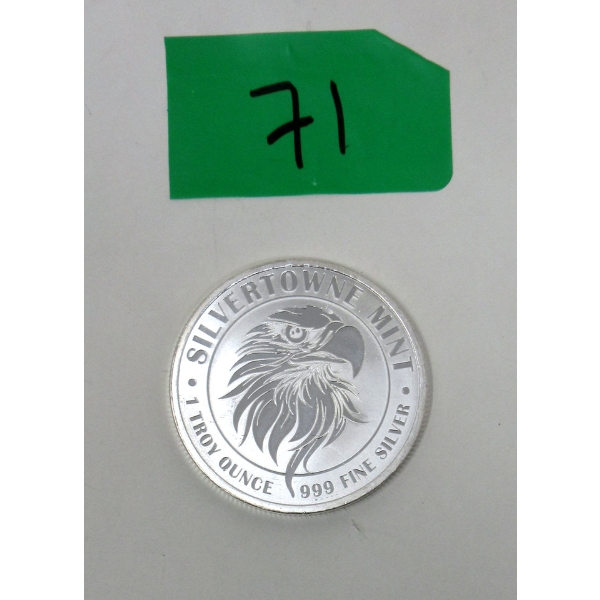 71
SILVERTOWNE MINT
• 1 TROY OUNCE 999 FINE SILVER •